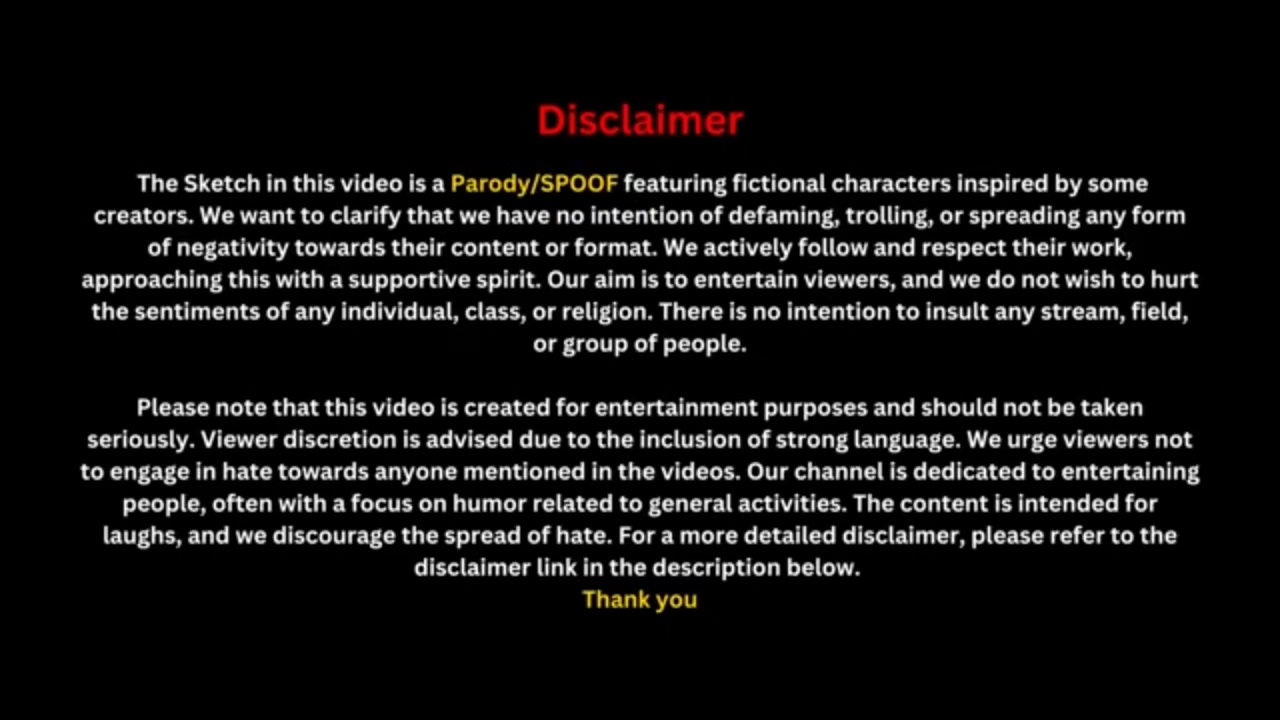 Disclaimer
The Sketch in this video is a Parody/SPOOF featuring fictional characters inspired by some
creators. We want to clarify that we have no intention of defaming, trolling, or spreading any form
of negativity towards their content or format. We actively follow and respect their work,
approaching this with a supportive spirit. Our aim is to entertain viewers, and we do not wish to hurt
the sentiments of any individual, class, or religion. There is no intention to insult any stream, field,
or group of people.
Please note that this video is created for entertainment purposes and should not be taken
seriously. Viewer discretion is advised due to the inclusion of strong language. We urge viewers not
to engage in hate towards anyone mentioned in the videos. Our channel is dedicated to entertaining
people, often with a focus on humor related to general activities. The content is intended for
laughs, and we discourage the spread of hate. For a more detailed disclaimer, please refer to the
disclaimer link in the description below.
Thank you